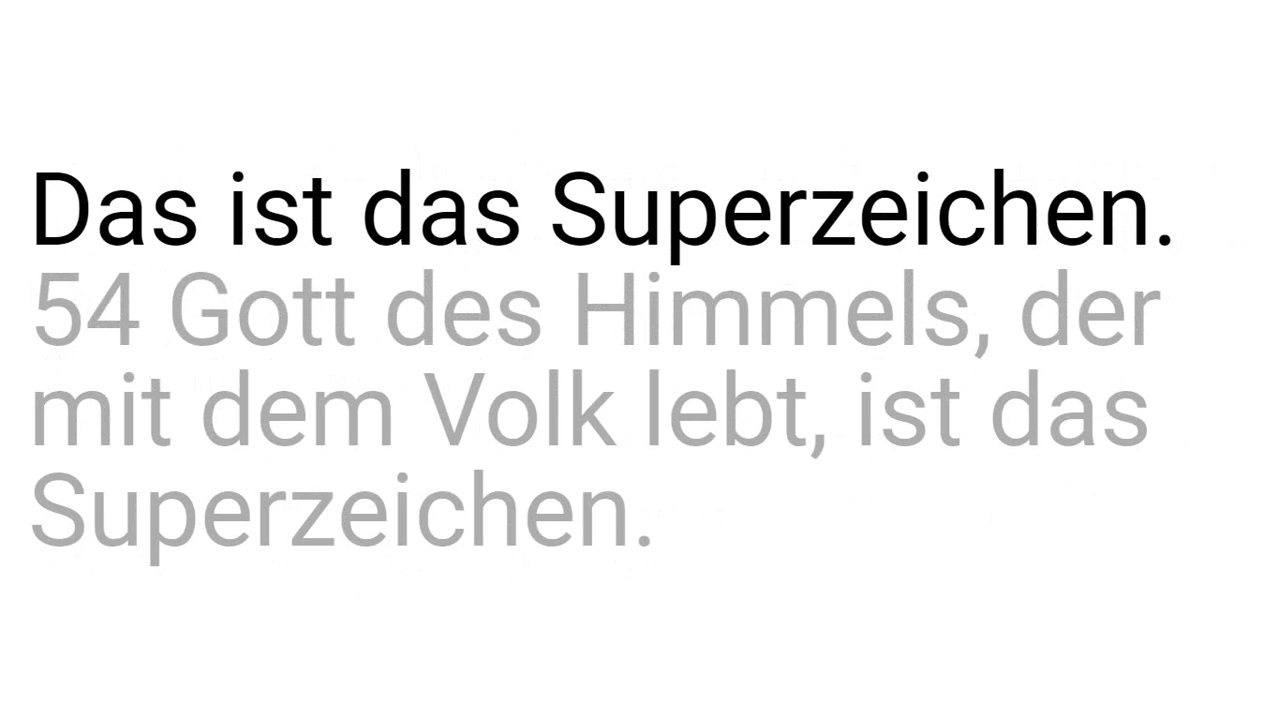 Das ist das Superzeichen.
54 Gott des Himmels, der
mit dem Volk lebt, ist das
Superzeichen.